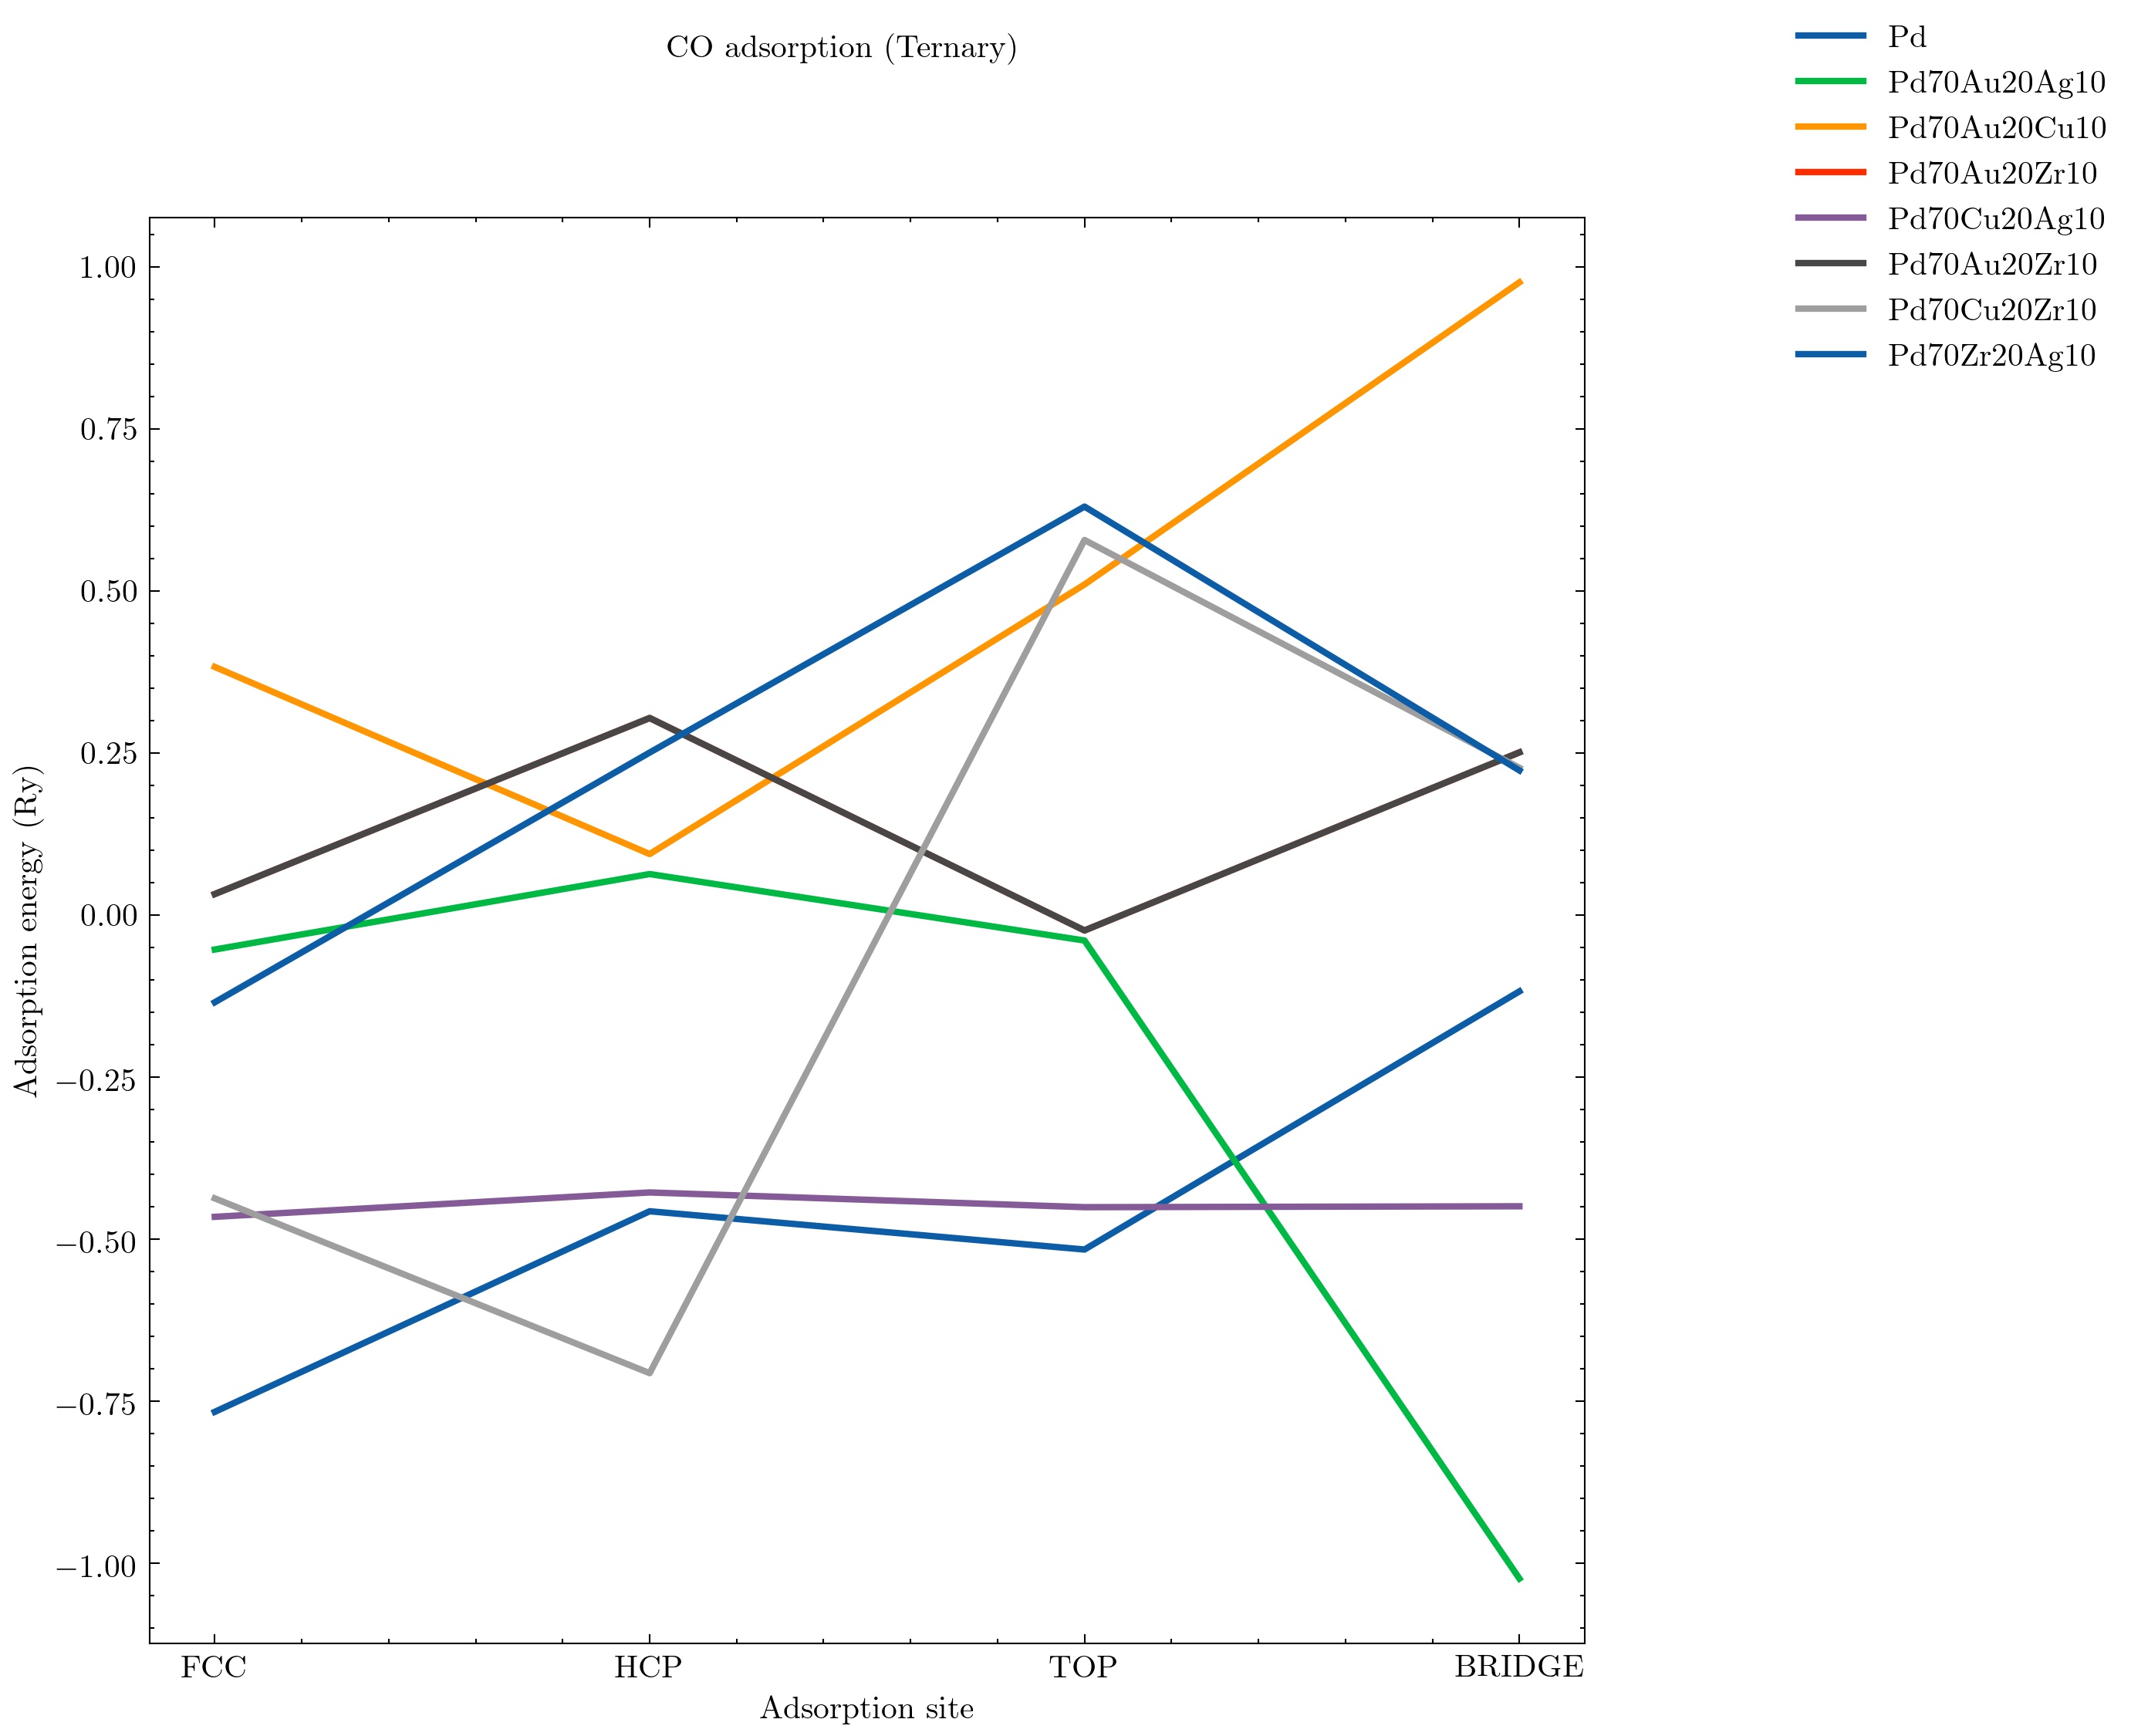 CO adsorption (Ternary)
Pd
Pd70Au20Ag10
Pd70Au20Cu10
Pd70Au20Zr10
Pd70Cu20Ag10
Pd70Au20Zr10
Pd70Cu20Zr10
Pd70Zr20Ag10
Adsorption energy (Ry)
1.00
0.75
0.50
0.25
0.00
−0.25
−0.50
−0.75
−1.00
FCC HCP TOP BRIDGE
Adsorption site